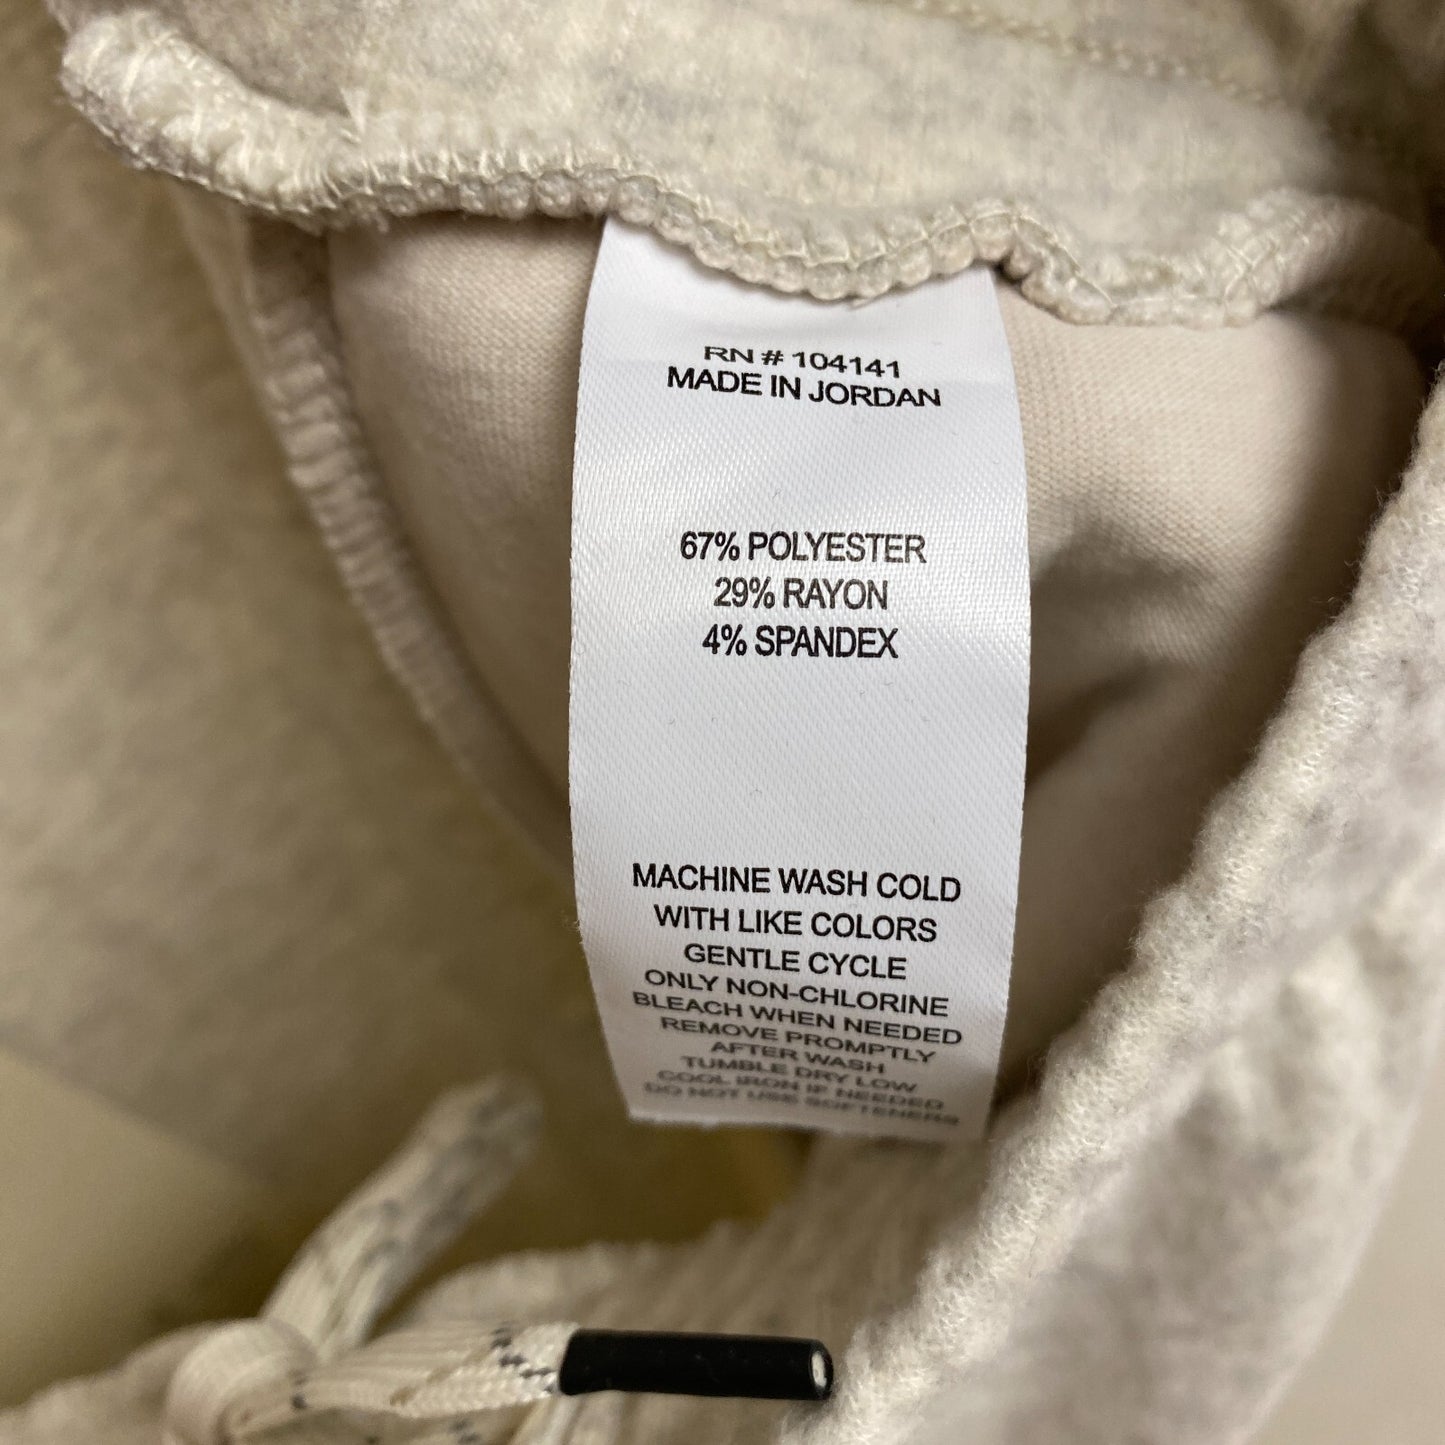 RN # 104141
MADE IN JORDAN
67% POLYESTER
29% RAYON
4% SPANDEX
MACHINE WASH COLD
WITH LIKE COLORS
GENTLE CYCLE
ONLY NON-CHLORINE
BLEACH WHEN NEEDED
REMOVE PROMPTLY
AFTER WASH
TUMBLE DRY LOW
COOL IRON IF NEEDED
DO NOT USE SOFTENERS